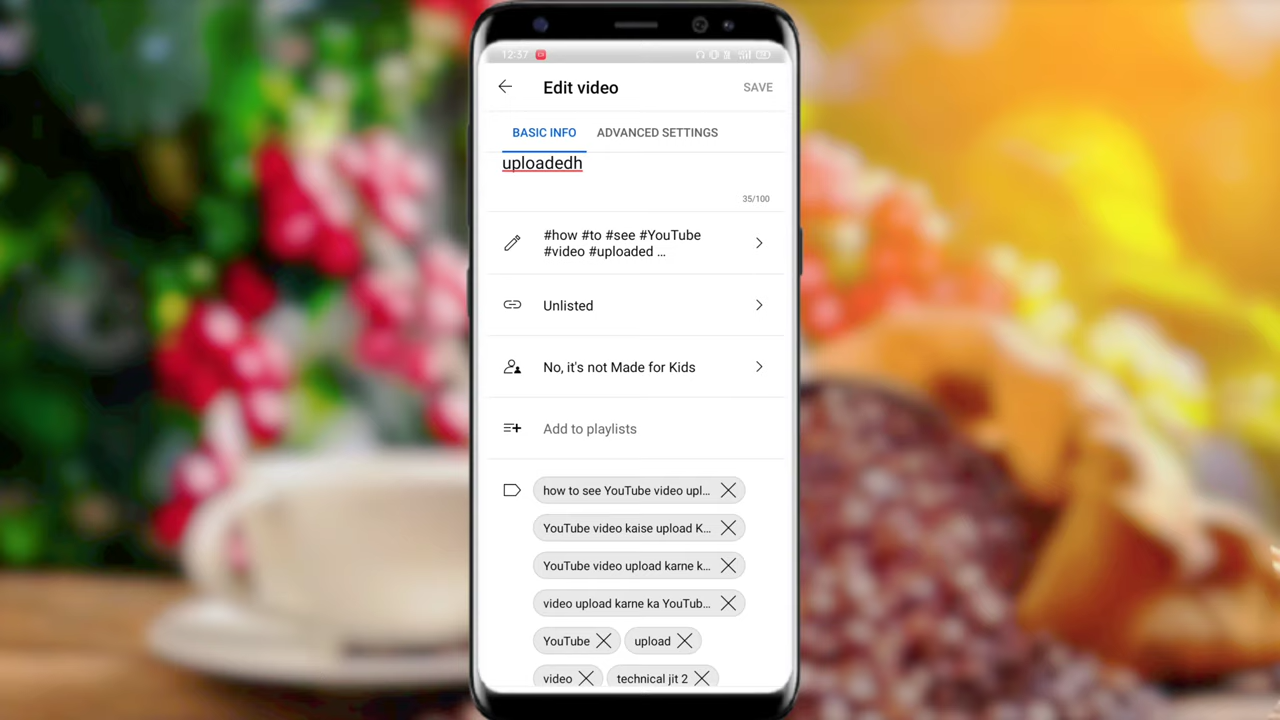 12:37
Edit video
SAVE
BASIC INFO
ADVANCED SETTINGS
uploadedh
35/100
#how #to #see #YouTube
#video #uploaded ...
Unlisted
No, it's not Made for Kids
Add to playlists
how to see YouTube video upl...
YouTube video kaise upload K...
YouTube video upload karne k...
video upload karne ka YouTub...
YouTube
upload
video
technical jit 2